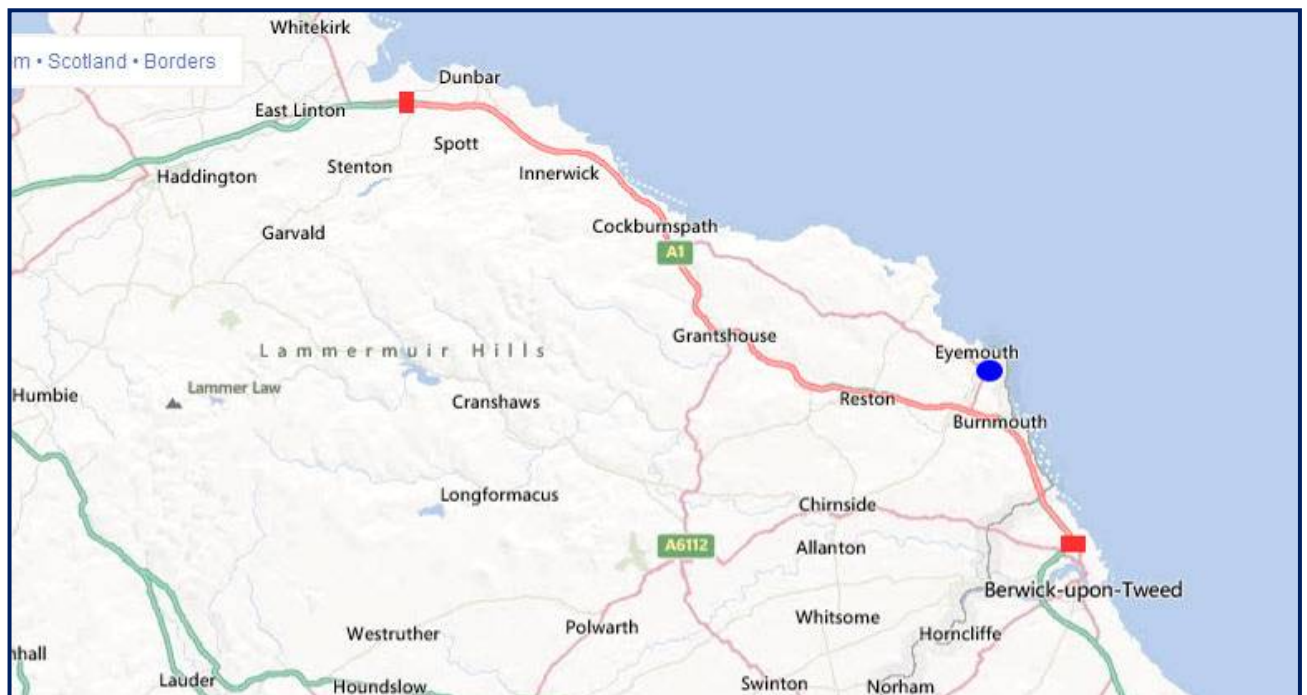 Whitekirk
m • Scotland • Borders
Dunbar
East Linton
Spott
Stenton
Innerwick
Haddington
Cockburnspath
Garvald
A1
Grantshouse
Lammermuir Hills
Eyemouth
Lammer Law
Humbie
Cranshaws
Reston
Burnmouth
Longformacus
Chirnside
A6112
Allanton
Berwick-upon-Tweed
Whitsome
Polwarth
Westruther
Horncliffe
nhall
Lauder
Houndslow
Swinton
Norham